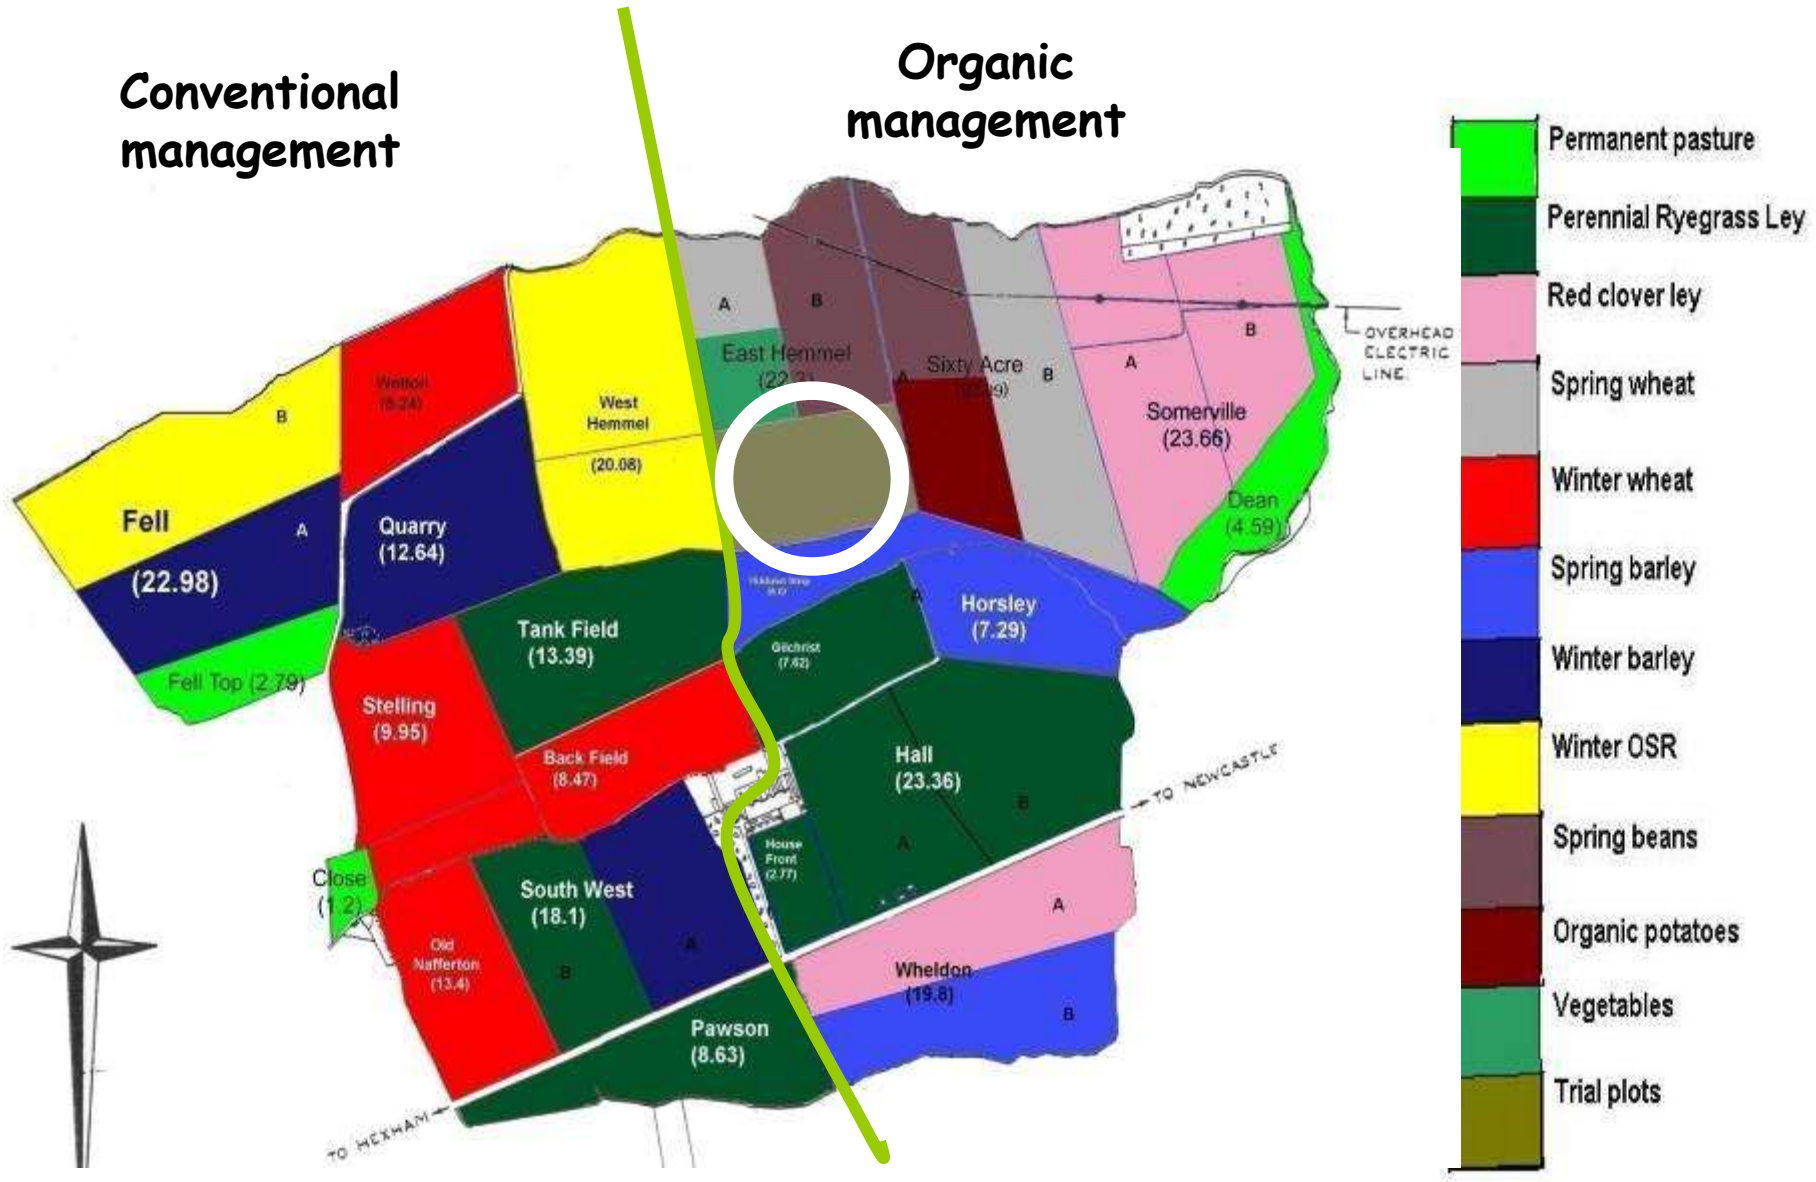 Conventional
management
Organic
management
Permanent pasture
Perennial Ryegrass Ley
Red clover ley
Spring wheat
Winter wheat
Spring barley
Winter barley
Winter OSR
Spring beans
Organic potatoes
Vegetables
Trial plots
OVERHEAD
ELECTRIC
LINE.
A
B
East Hemmel
A
Sixty Acre
B
A
B
Somerville
(23.66)
Dean
(4.59)
West
Hemmel
(20.08)
B
Fell
A
(22.98)
Fell Top (2.79)
Quarry
(12.64)
Tank Field
(13.39)
Stelling
(9.95)
Back Field
(8.47)
A
Horsley
(7.29)
Gilchrist
(7.62)
Hall
(23.36)
B
A
House
Front
(2.77)
TO NEWCASTLE
Close
(1.2)
South West
(18.1)
A
B
Old
Nafferton
(13.4)
A
Wheldon
(19.8)
B
Pawson
(8.63)
TO HEXHAM